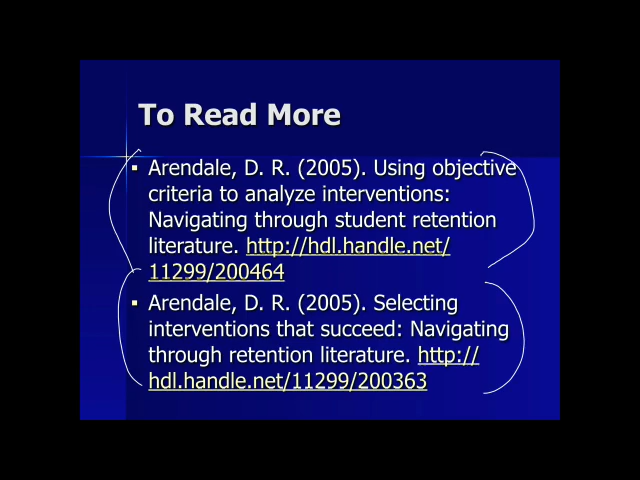 To Read More
▪ Arendale, D. R. (2005). Using objective
criteria to analyze interventions:
Navigating through student retention
literature. http://hdl.handle.net/
11299/200464
▪ Arendale, D. R. (2005). Selecting
interventions that succeed: Navigating
through retention literature. http://
hdl.handle.net/11299/200363